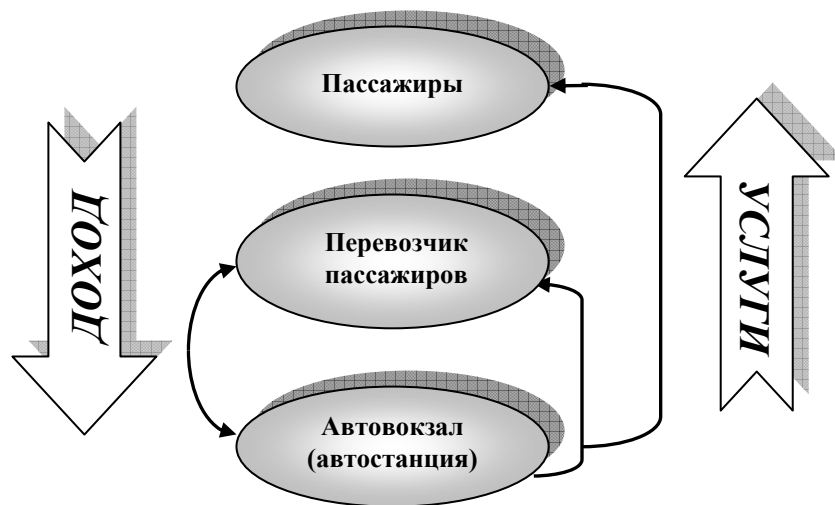 Пассажиры
ДОХОД
УСЛУГИ
Перевозчик
пассажиров
Автовокзал
(автостанция)